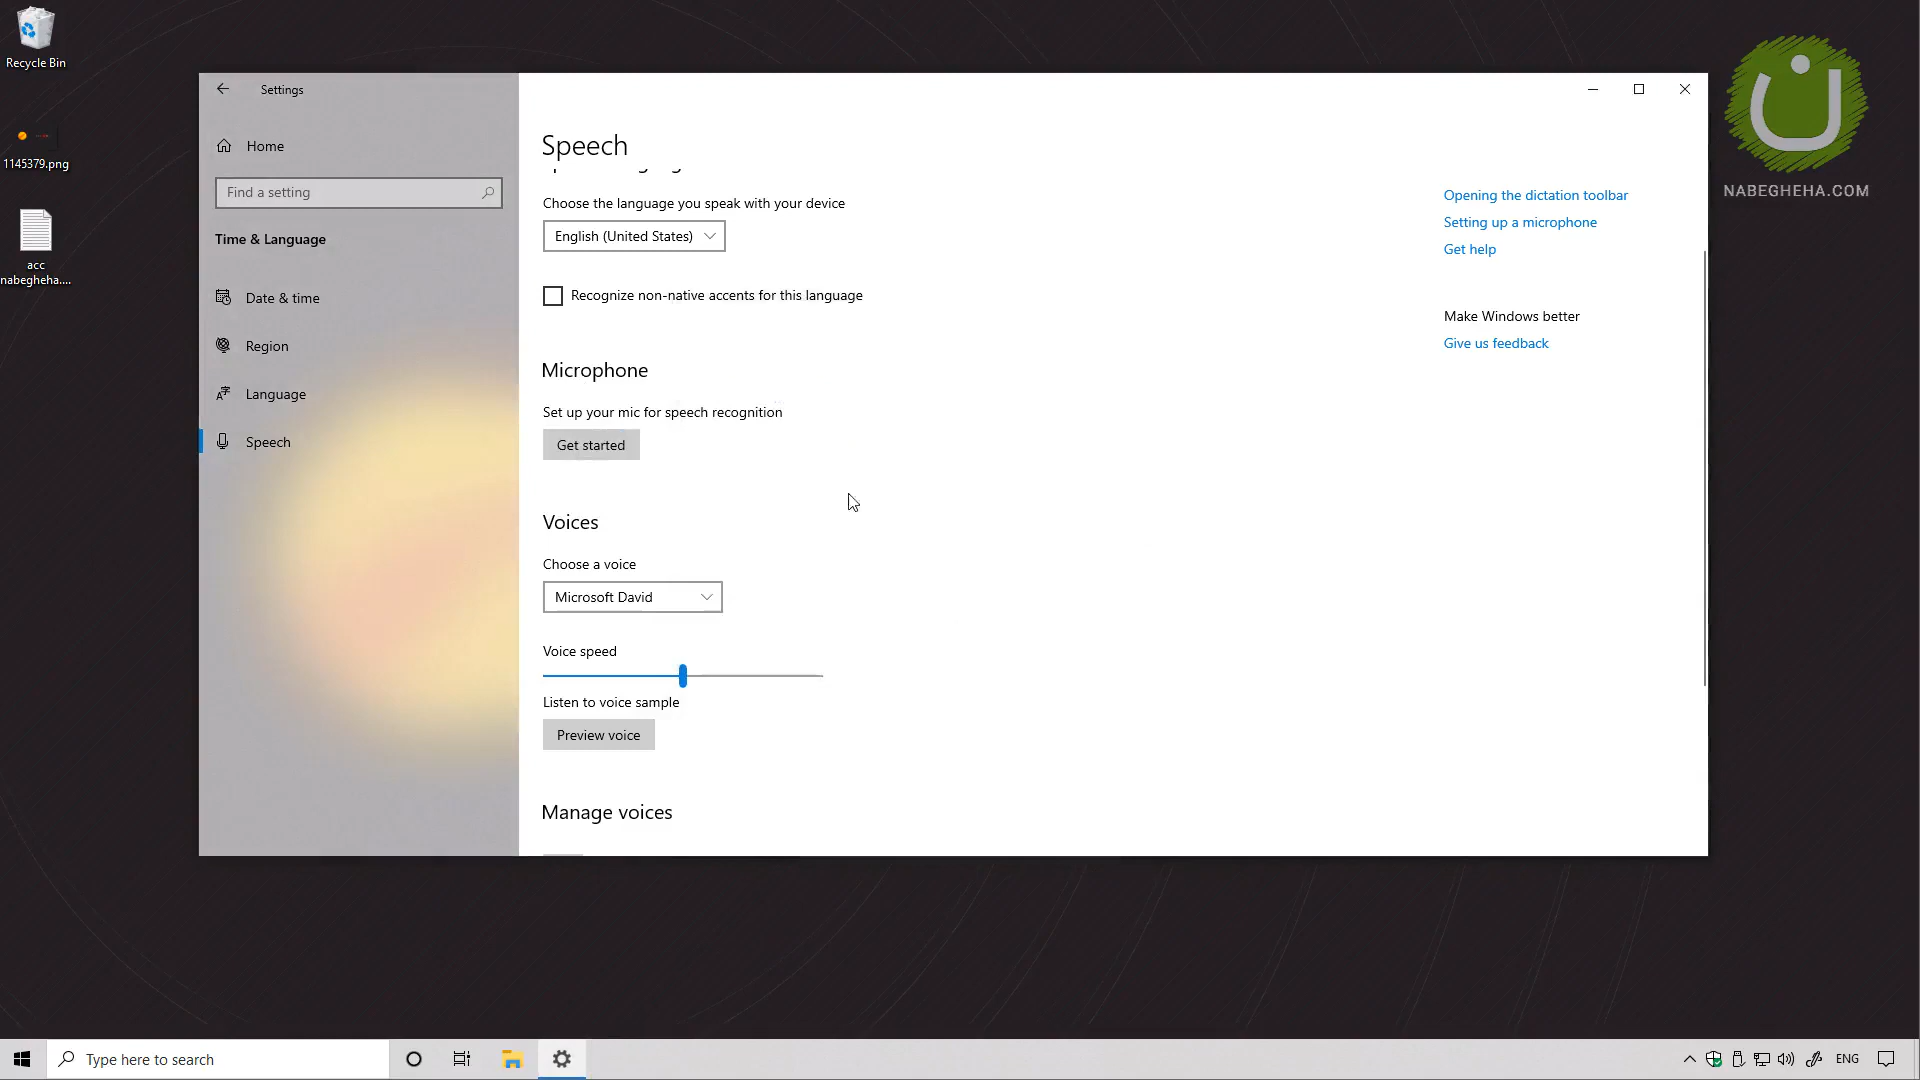 Recycle Bin
1145379.png
acc
nabegheha....
Settings
Home
Find a setting
Time & Language
Date & time
Region
Language
Speech
Speech
Choose the language you speak with your device
English (United States)
Recognize non-native accents for this language
Microphone
Set up your mic for speech recognition
Get started
Voices
Choose a voice
Microsoft David
Voice speed
Listen to voice sample
Preview voice
Manage voices
Opening the dictation toolbar
Setting up a microphone
Get help
Make Windows better
Give us feedback
NABEGHEHA.COM
Type here to search
ENG